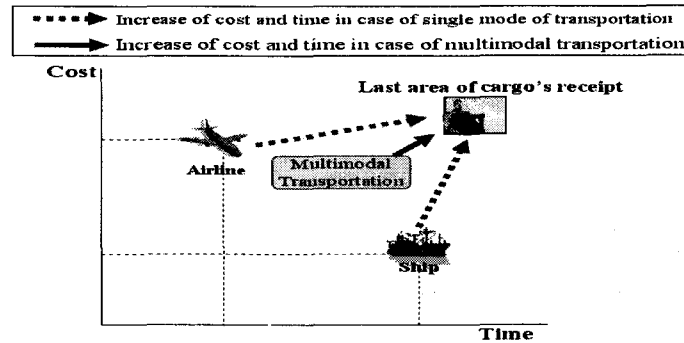 Increase of cost and time in case of single mode of transportation
Increase of cost and time in case of multimodal transportation
Cost
Last area of cargo's receipt
Airline
Multimodal
Transportation
Ship
Time